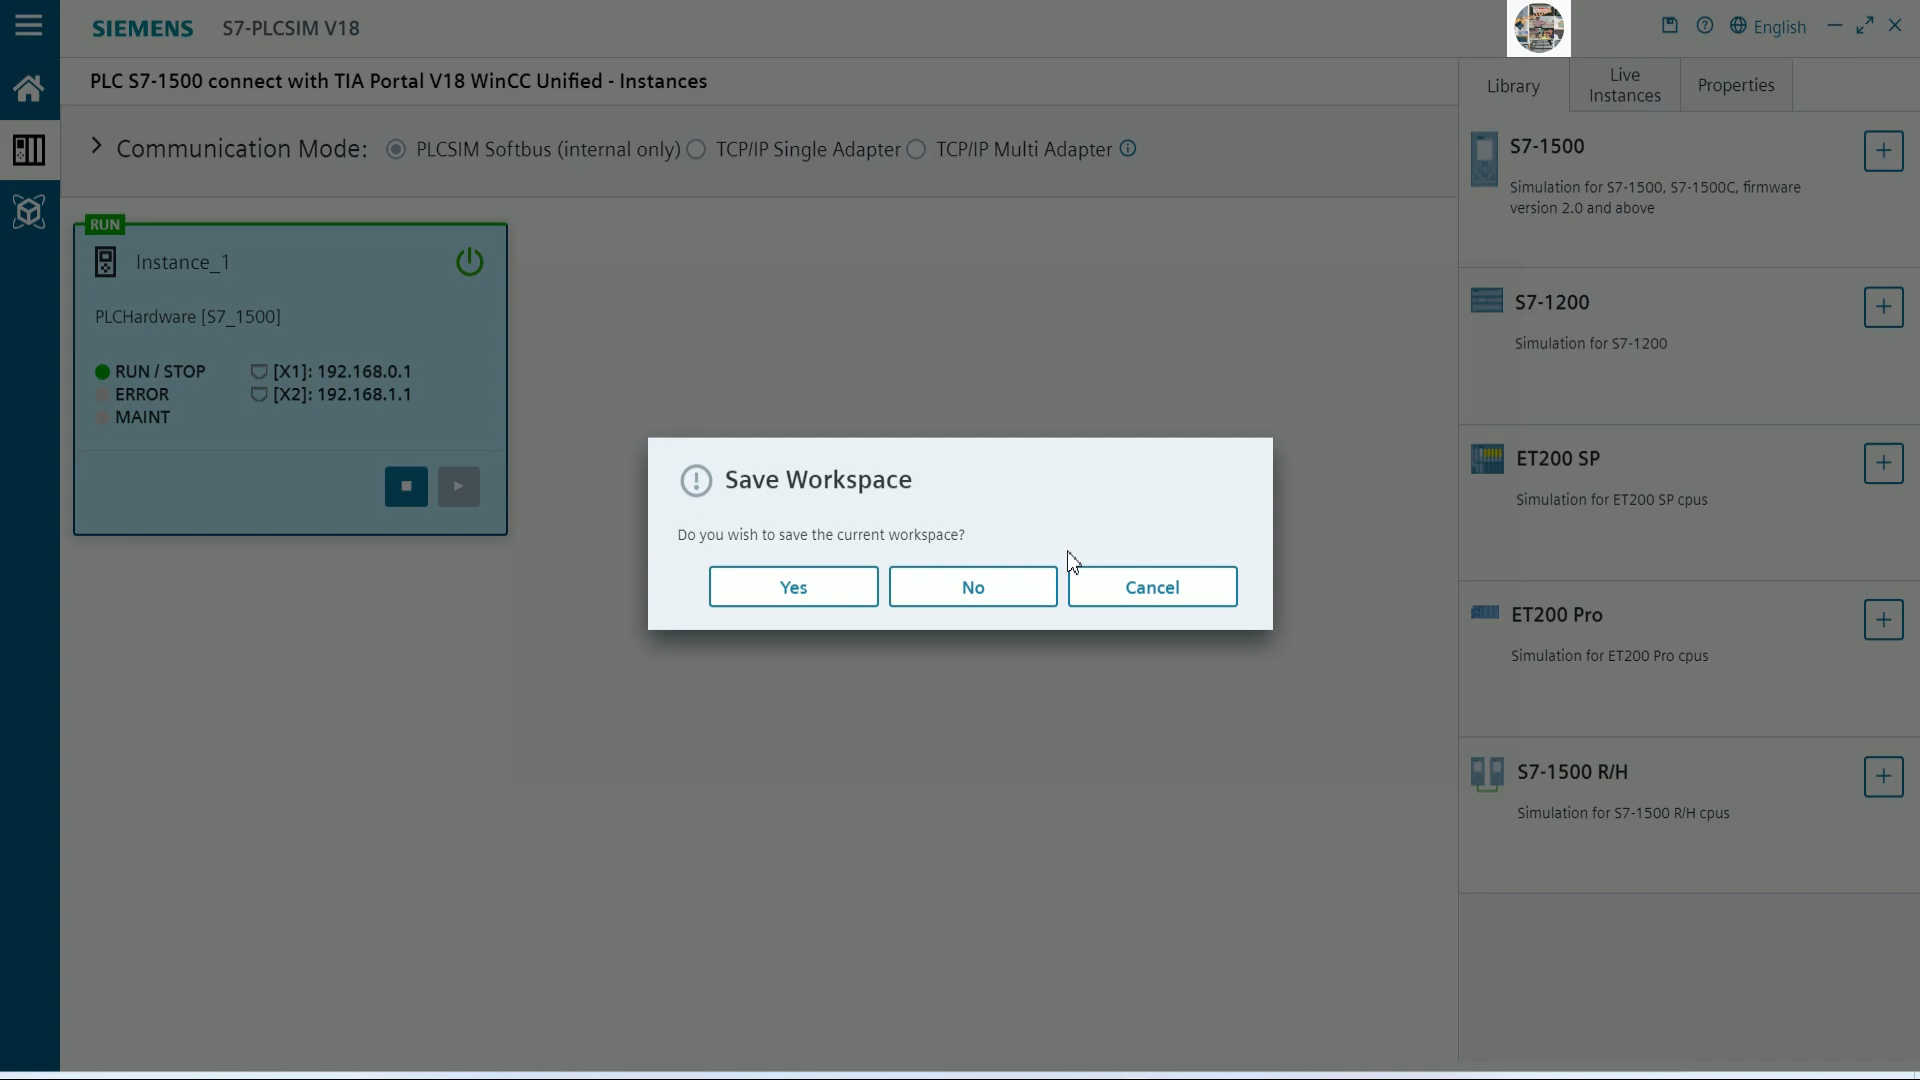 SIEMENS S7-PLCSIM V18
English
PLC S7-1500 connect with TIA Portal V18 WinCC Unified - Instances
Communication Mode: PLCSIM Softbus (internal only) TCP/IP Single Adapter TCP/IP Multi Adapter
RUN
Instance_1
PLCHardware [S7_1500]
RUN / STOP [X1]: 192.168.0.1
ERROR [X2]: 192.168.1.1
MAINT
Save Workspace
Do you wish to save the current workspace?
Yes No Cancel
Library
Live
Instances
Properties
S7-1500
Simulation for S7-1500, S7-1500C, firmware
version 2.0 and above
S7-1200
Simulation for S7-1200
ET200 SP
Simulation for ET200 SP cpus
ET200 Pro
Simulation for ET200 Pro cpus
S7-1500 R/H
Simulation for S7-1500 R/H cpus